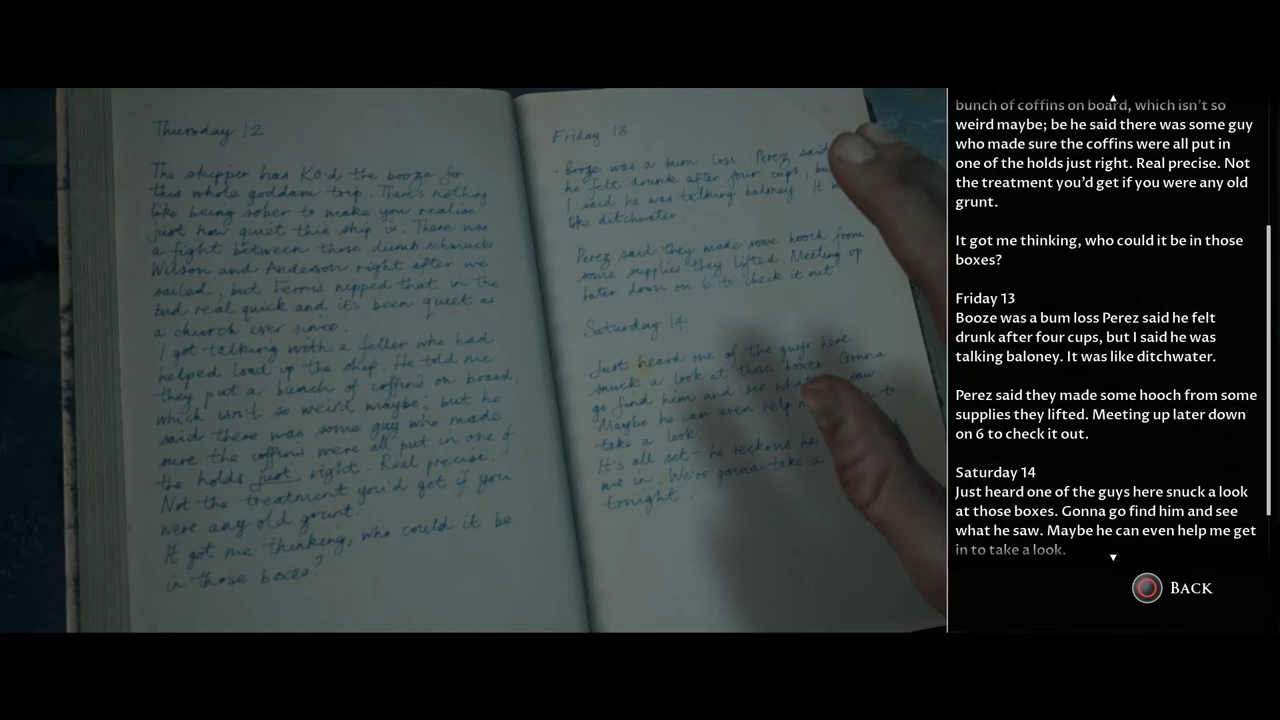 Thursday 12
The skipper has KO'd the booze for
this whole goddam trip. There's nothing
like being sober to make you realise
just how quiet this ship is. There was
a fight between those dumb schmucks
Wilson and Anderson right after we
sailed, but Ferris nipped that in the
bud real quick and it's been quiet as
a church ever since.
I got talking with a feller who had
helped load up the ship. He told me
they put a bunch of coffins on board,
which isn't so weird maybe; but he
said there was some guy who made
sure the coffins were all put in one of
the holds just right. Real precise.
Not the treatment you'd get if you
were any old grunt.
It got me thinking, who could it be
in those boxes?
Friday 13
Booze was a bum loss. Perez said
he felt drunk after four cups, but
I said he was talking baloney. It
like ditchwater
Perez said they made some hooch from
some supplies they lifted. Meeting up
later down on 6 to check it out
Saturday 14
Just heard one of the guys here
snuck a look at those boxes. Gonna
go find him and see what saw.
Maybe he can even help to
take a look.
It's all set - he reckons he
me in. We're gonna take a
tonight.
bunch of coffins on board, which isn't so
weird maybe; be he said there was some guy
who made sure the coffins were all put in
one of the holds just right. Real precise. Not
the treatment you'd get if you were any old
grunt.
It got me thinking, who could it be in those
boxes?
Friday 13
Booze was a bum loss Perez said he felt
drunk after four cups, but I said he was
talking baloney. It was like ditchwater.
Perez said they made some hooch from some
supplies they lifted. Meeting up later down
on 6 to check it out.
Saturday 14
Just heard one of the guys here snuck a look
at those boxes. Gonna go find him and see
what he saw. Maybe he can even help me get
in to take a look.
BACK